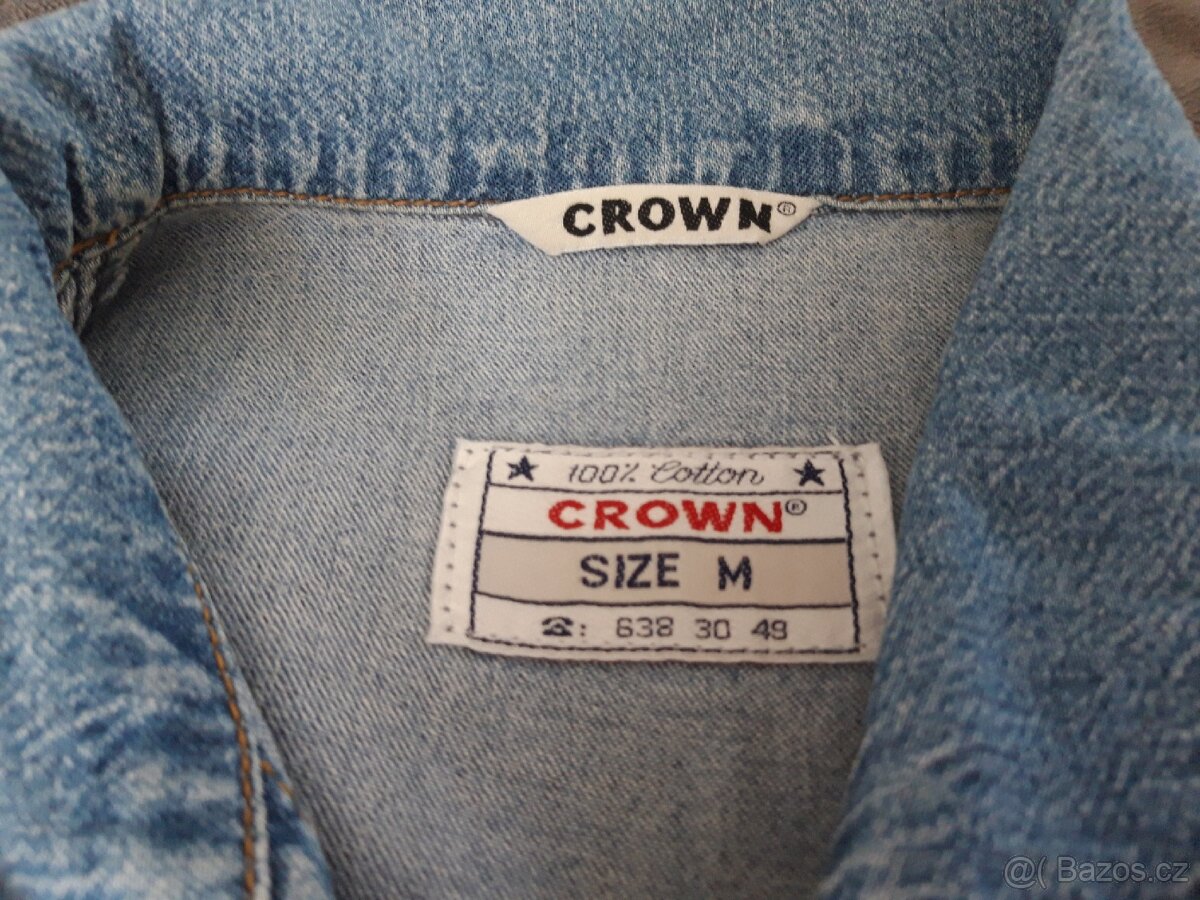 CROWN®
★ 100% Cotton ★
CROWN®
SIZE M
☎: 638 30 49
@( Bazos.cz